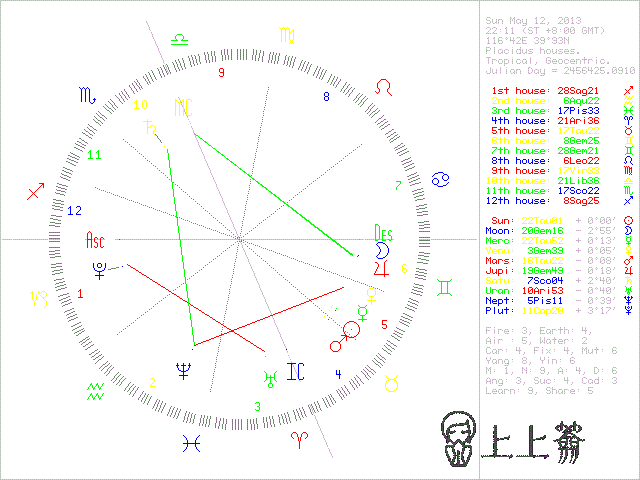 Sun May 12, 2013
22:11 (ST +8:00 GMT)
116°42E 39°93N
Placidus houses.
Tropical, Geocentric.
Julian Day = 2456425.0910
1st house: 28Sag21
2nd house: 6Aqu22
3rd house: 17Pis33
4th house: 21Ari36
5th house: 17Tau22
6th house: 8Gem25
7th house: 28Gem21
8th house: 6Leo22
9th house: 17Vir33
10th house: 21Lib36
11th house: 17Sco22
12th house: 8Sag25
Sun: 22Tau01 + 0°00'
Moon: 20Gem16 - 2°55'
Merc: 22Tau52 + 0°13'
Venu: 3Gem39 + 0°05'
Mars: 16Tau22 - 0°08'
Jupi: 19Gem49 - 0°18'
Satu: 7Sco04 + 2°40'
Uran: 10Ari53 - 0°40'
Nept: 5Pis11 - 0°39'
Plut: 11Cap20 + 3°17'
Fire: 3, Earth: 4,
Air : 5, Water: 2
Car: 4, Fix: 4, Mut: 6
Yang: 8, Yin: 6
M: 1, N: 9, A: 4, D: 6
Ang: 3, Suc: 4, Cad: 3
Learn: 9, Share: 5
9
10
8
MC
11
7
12
Asc
Des
6
1
5
2
IC
4
3
上上